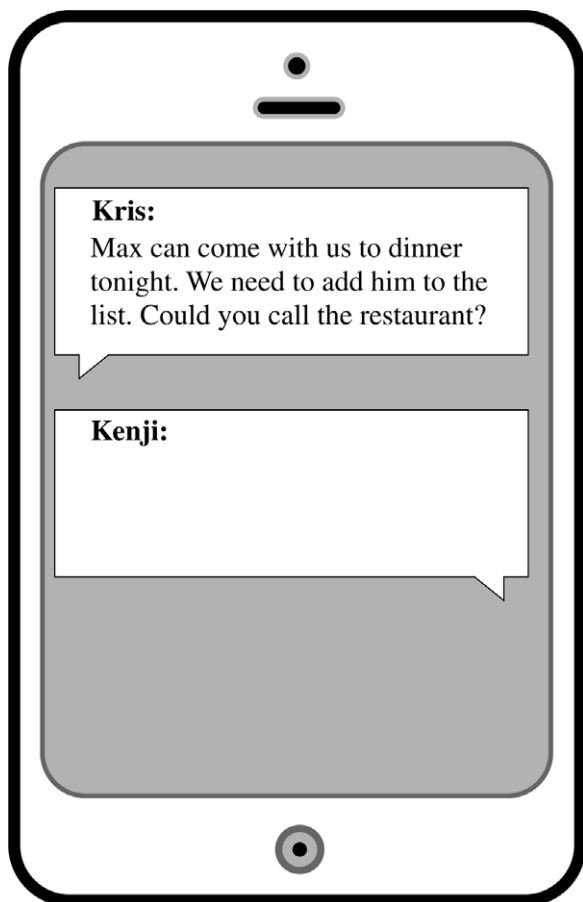 Kris:
Max can come with us to dinner
tonight. We need to add him to the
list. Could you call the restaurant?
Kenji: